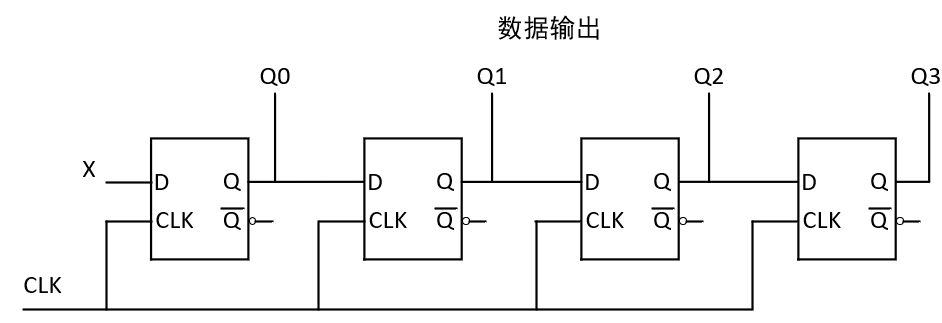 数据输出
Q0 Q1 Q2 Q3
X D Q D Q D Q D Q
CLK Q̅ CLK Q̅ CLK Q̅ CLK Q̅
CLK